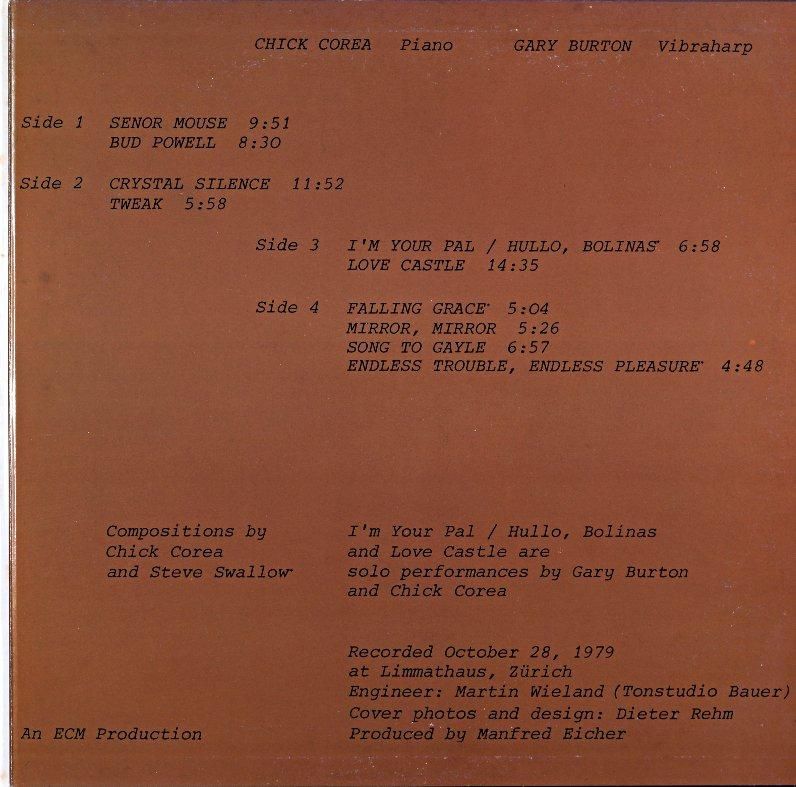 CHICK COREA Piano GARY BURTON Vibraharp
Side 1 SENOR MOUSE 9:51
BUD POWELL 8:30
Side 2 CRYSTAL SILENCE 11:52
TWEAK 5:58
Side 3 I'M YOUR PAL / HULLO, BOLINAS* 6:58
LOVE CASTLE 14:35
Side 4 FALLING GRACE* 5:04
MIRROR, MIRROR 5:26
SONG TO GAYLE 6:57
ENDLESS TROUBLE, ENDLESS PLEASURE* 4:48
Compositions by
Chick Corea
and Steve Swallow*
I'm Your Pal / Hullo, Bolinas
and Love Castle are
solo performances by Gary Burton
and Chick Corea
Recorded October 28, 1979
at Limmathaus, Zürich
Engineer: Martin Wieland (Tonstudio Bauer)
Cover photos and design: Dieter Rehm
An ECM Production Produced by Manfred Eicher